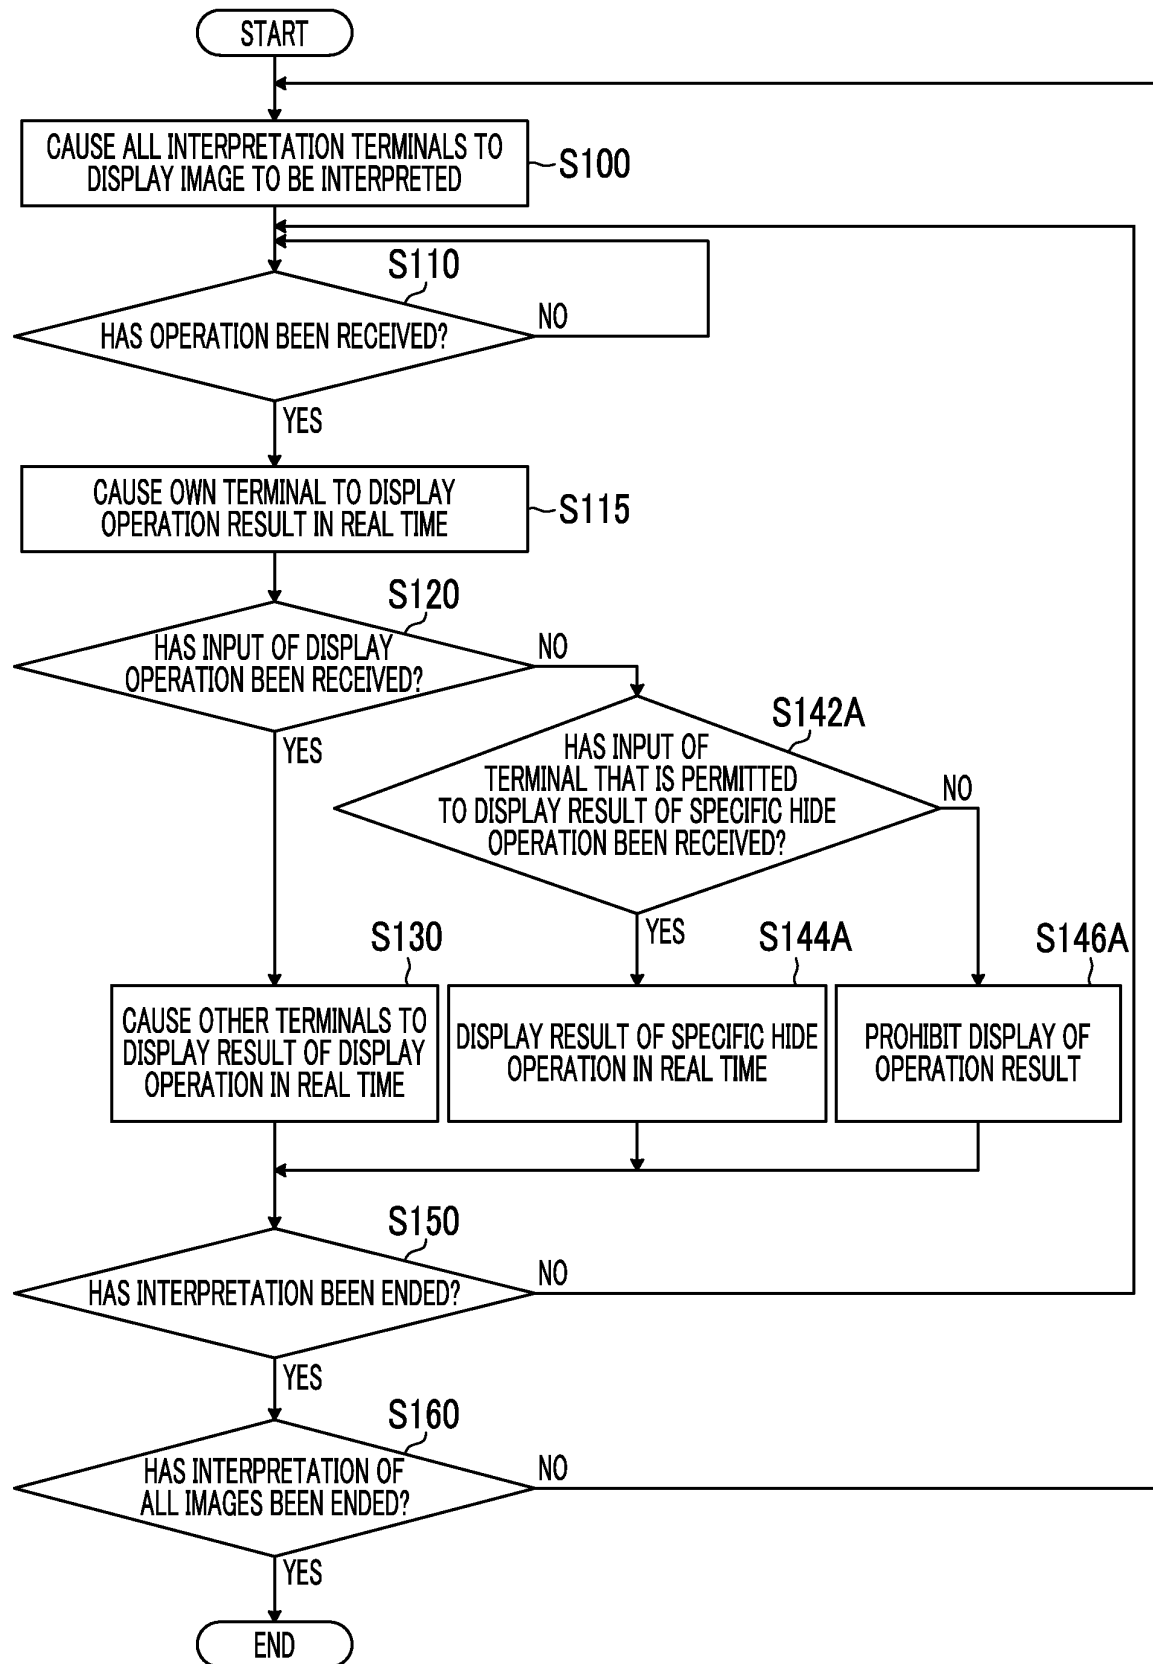 START
CAUSE ALL INTERPRETATION TERMINALS TO
DISPLAY IMAGE TO BE INTERPRETED
S100
S110
HAS OPERATION BEEN RECEIVED?
NO
YES
CAUSE OWN TERMINAL TO DISPLAY
OPERATION RESULT IN REAL TIME
S115
S120
HAS INPUT OF DISPLAY
OPERATION BEEN RECEIVED?
NO
YES
S142A
HAS INPUT OF
TERMINAL THAT IS PERMITTED
TO DISPLAY RESULT OF SPECIFIC HIDE
OPERATION BEEN RECEIVED?
NO
YES
S130
CAUSE OTHER TERMINALS TO
DISPLAY RESULT OF DISPLAY
OPERATION IN REAL TIME
S144A
DISPLAY RESULT OF SPECIFIC HIDE
OPERATION IN REAL TIME
S146A
PROHIBIT DISPLAY OF
OPERATION RESULT
S150
HAS INTERPRETATION BEEN ENDED?
NO
YES
S160
HAS INTERPRETATION OF
ALL IMAGES BEEN ENDED?
NO
YES
END